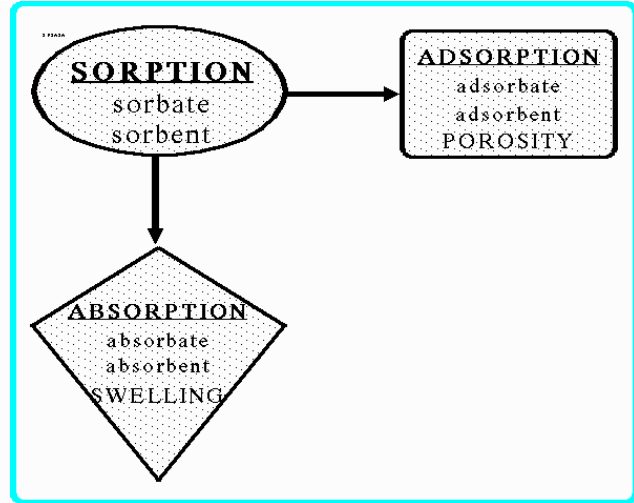 SORPTION
sorbate
sorbent
ADSORPTION
adsorbate
adsorbent
POROSITY
ABSORPTION
absorbate
absorbent
SWELLING